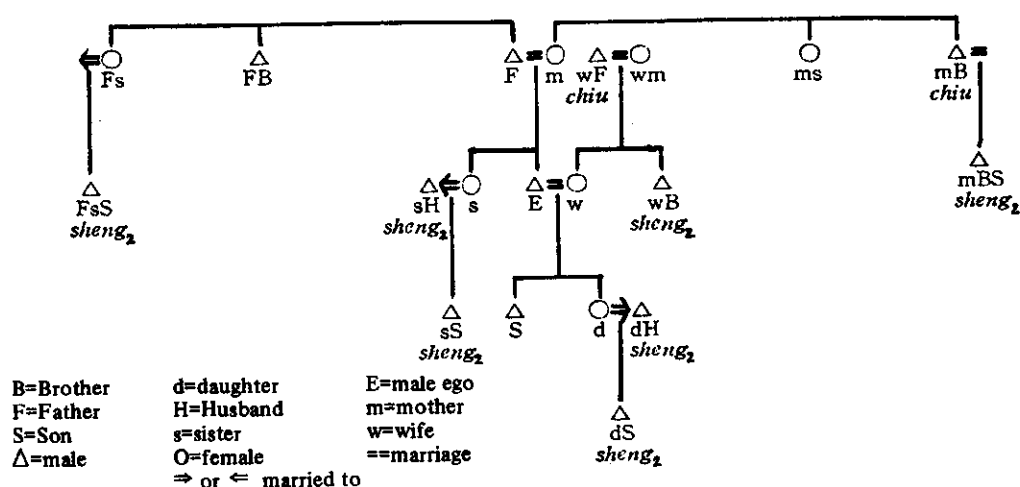 Fs FB F m wF wm ms mB
chiu chiu
FsS sH s E w wB mBS
sheng₂ sheng₂ sheng₂ sheng₂
sS S d dH
sheng₂ sheng₂
B=Brother d=daughter E=male ego
F=Father H=Husband m=mother
S=Son s=sister w=wife
△=male O=female ==marriage
⇒ or ⇐ married to
dS
sheng₂